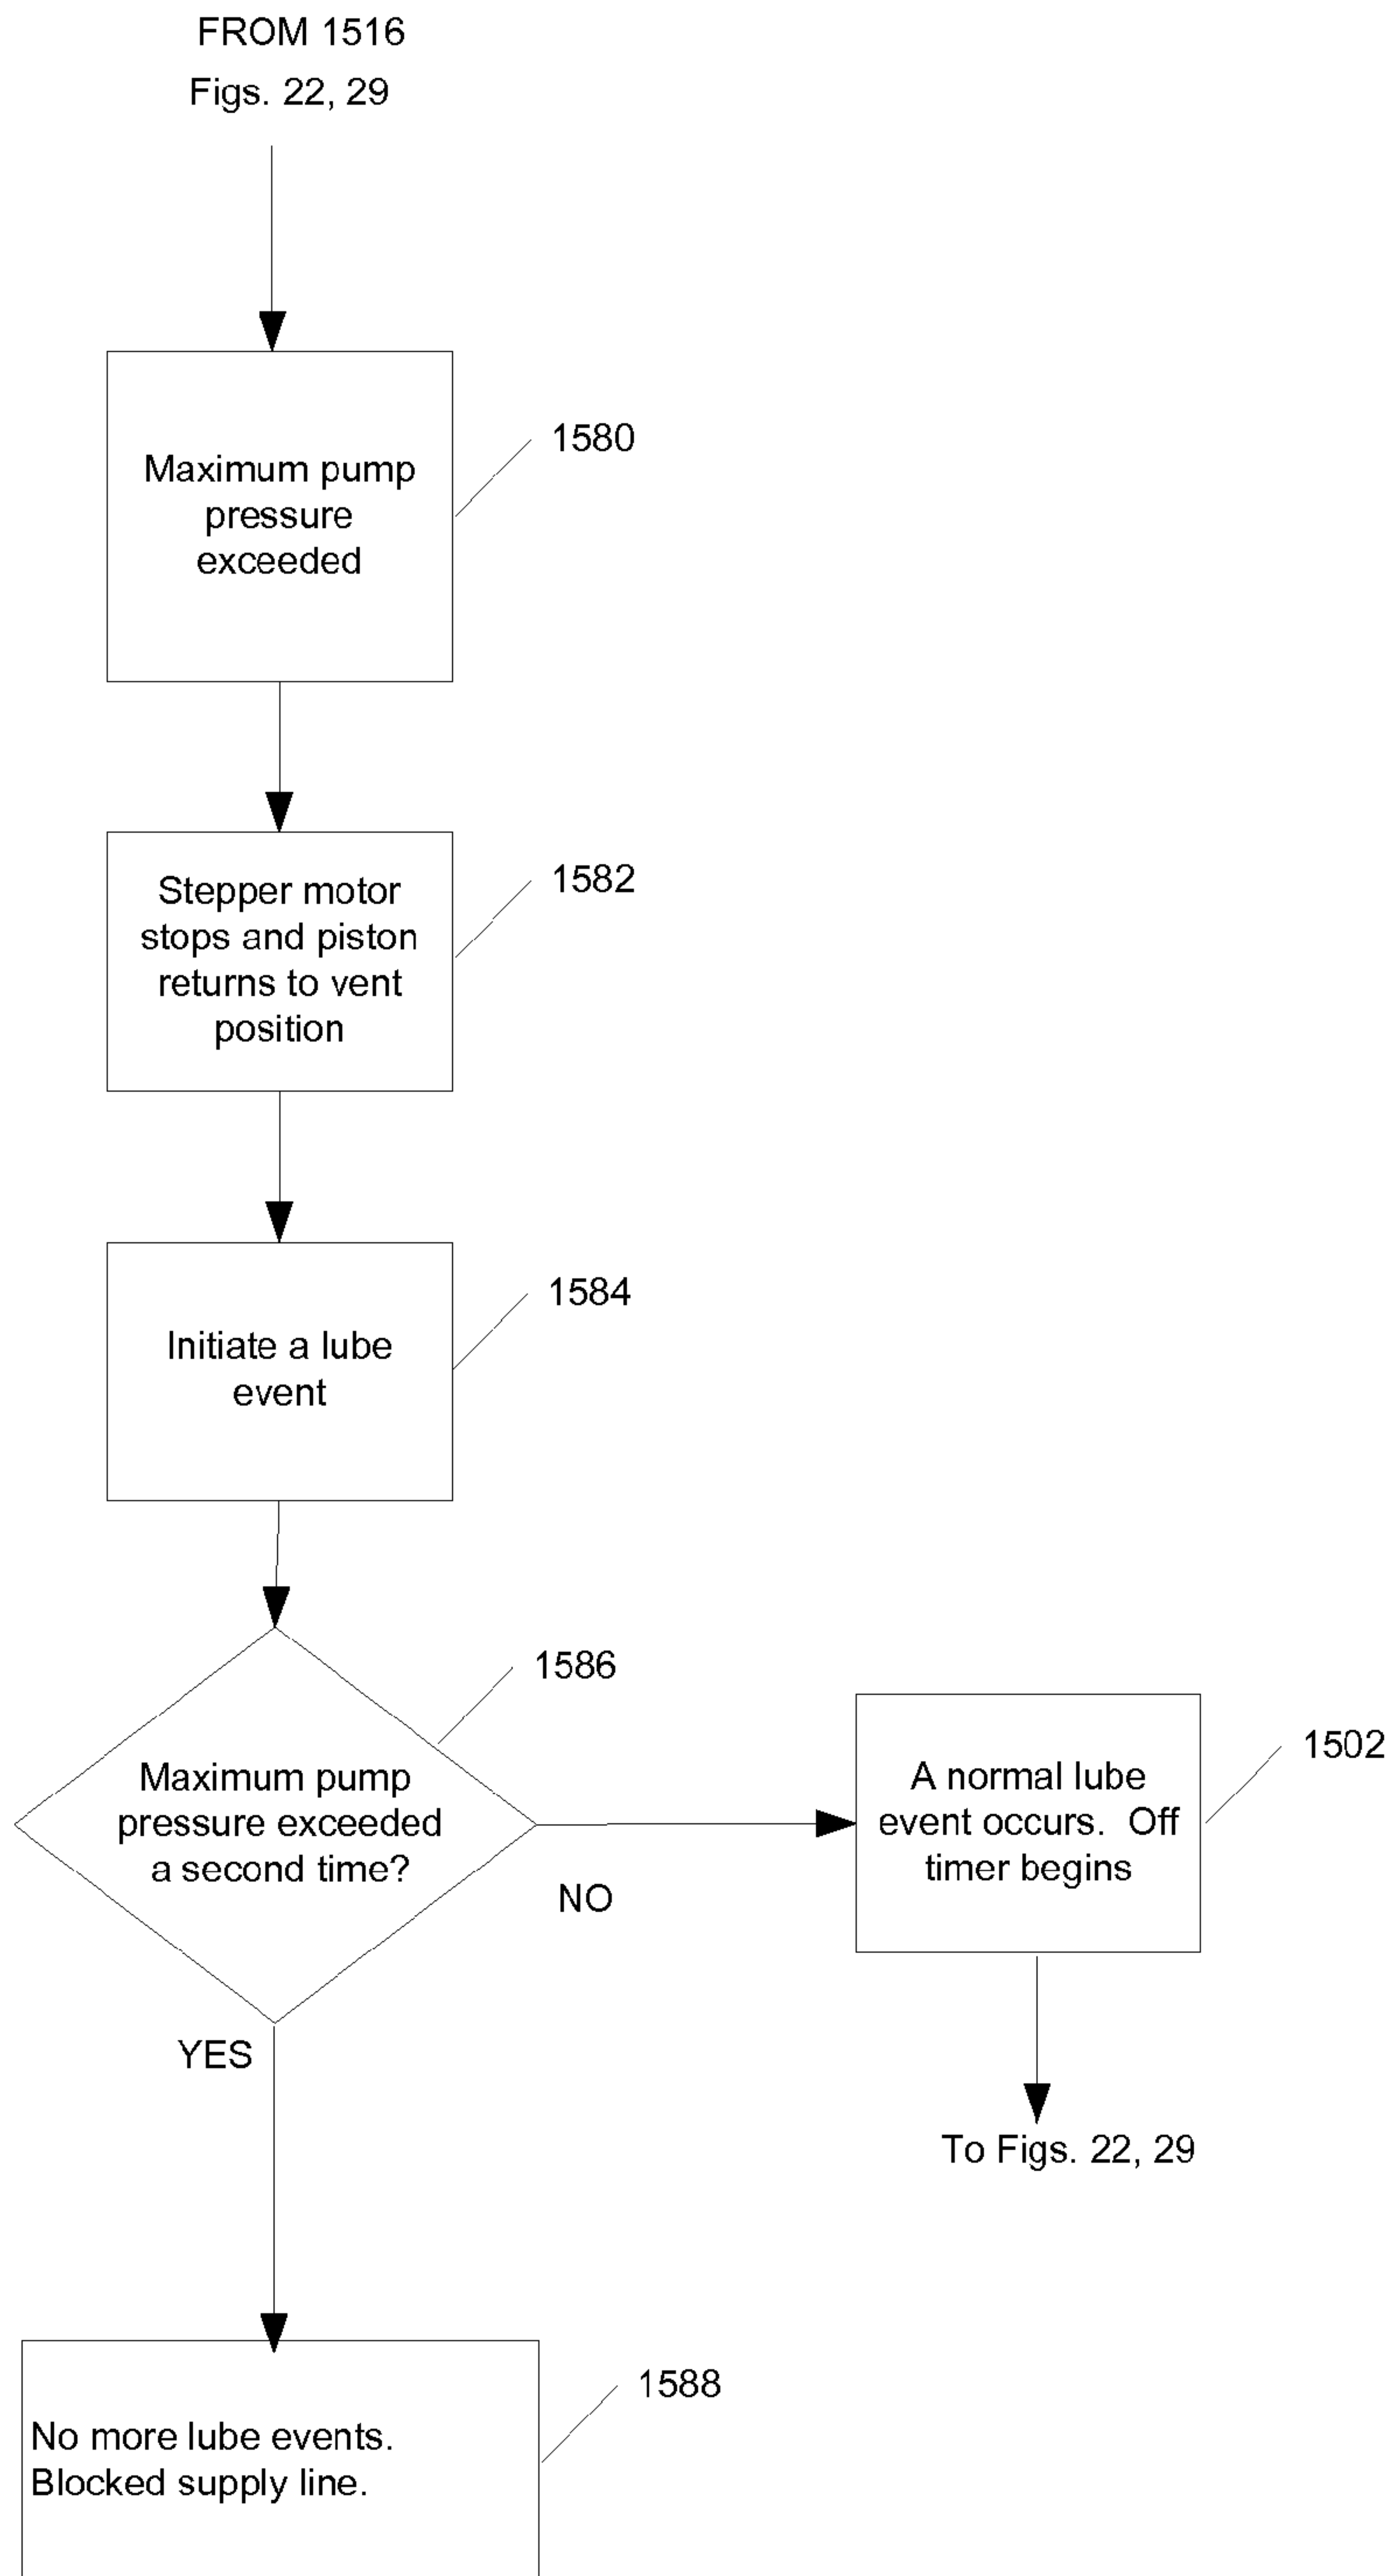 FROM 1516
Figs. 22, 29
1580
Maximum pump
pressure
exceeded
1582
Stepper motor
stops and piston
returns to vent
position
1584
Initiate a lube
event
1586
Maximum pump
pressure exceeded
a second time?
NO
1502
A normal lube
event occurs.  Off
timer begins
YES
To Figs. 22, 29
1588
No more lube events.
Blocked supply line.